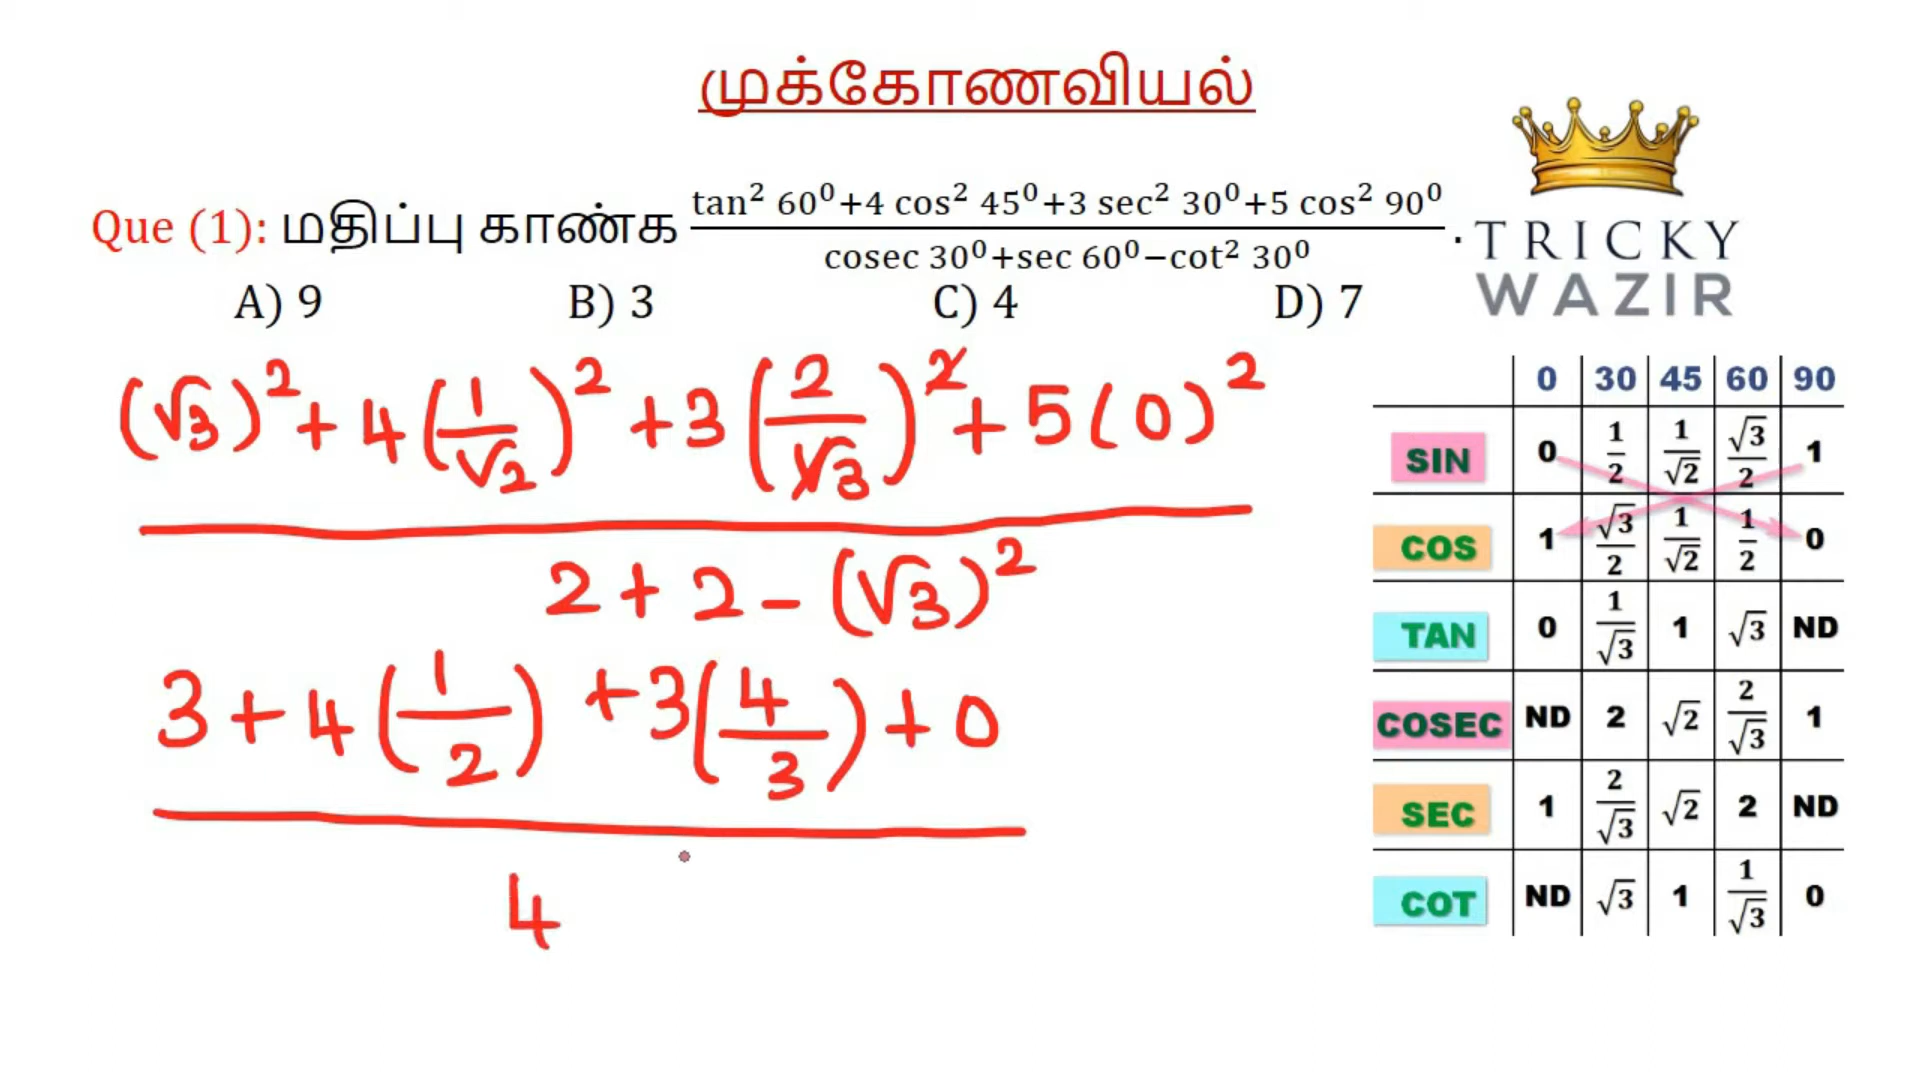 முக்கோணவியல்
Que (1): மதிப்பு காண்க (tan² 60⁰+4 cos² 45⁰+3 sec² 30⁰+5 cos² 90⁰)/(cosec 30⁰+sec 60⁰−cot² 30⁰) .
A) 9 B) 3 C) 4 D) 7
TRICKY
WAZIR
(√3)² + 4(1/√2)² + 3(2/√3)² + 5(0)²
2 + 2 − (√3)²
3 + 4(1/2) + 3(4/3) + 0
4
0 30 45 60 90
SIN 0 1/2 1/√2 √3/2 1
COS 1 √3/2 1/√2 1/2 0
TAN 0 1/√3 1 √3 ND
COSEC ND 2 √2 2/√3 1
SEC 1 2/√3 √2 2 ND
COT ND √3 1 1/√3 0